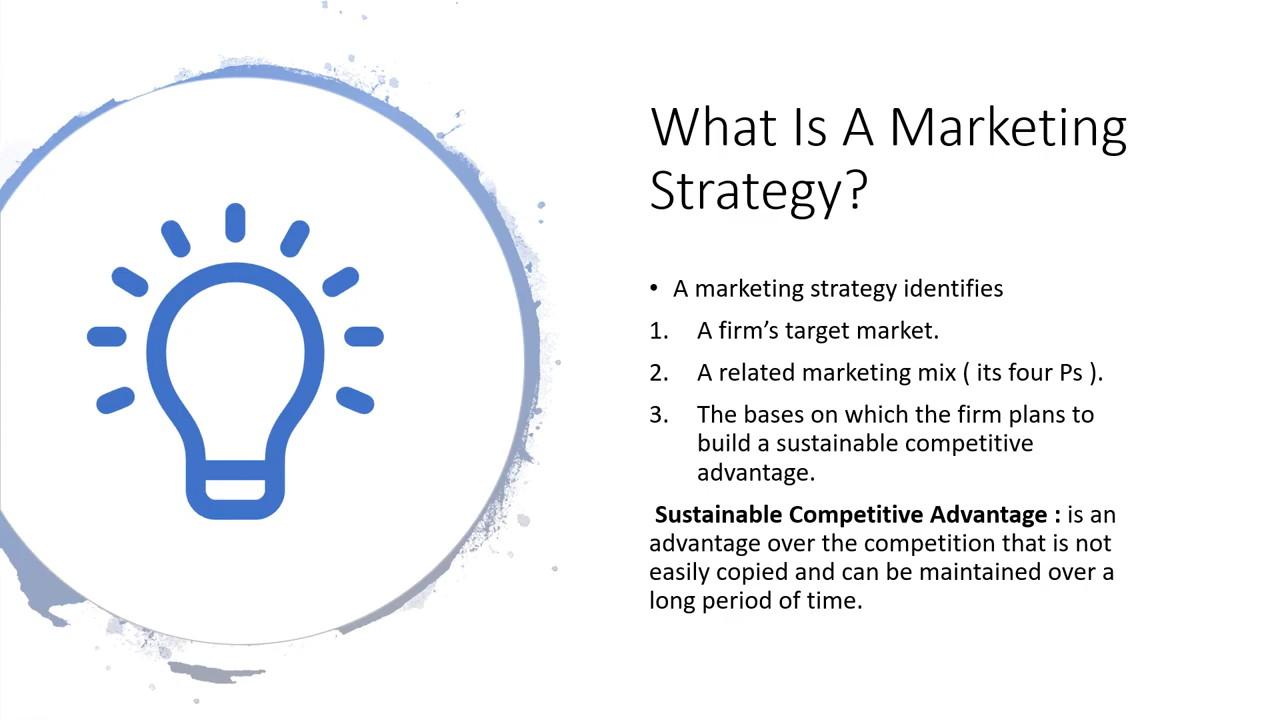 What Is A Marketing
Strategy?
• A marketing strategy identifies
1. A firm’s target market.
2. A related marketing mix ( its four Ps ).
3. The bases on which the firm plans to
build a sustainable competitive
advantage.
Sustainable Competitive Advantage : is an
advantage over the competition that is not
easily copied and can be maintained over a
long period of time.